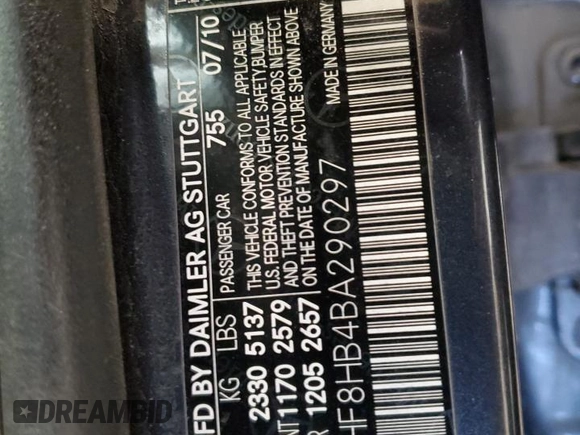 MFD BY DAIMLER AG STUTTGART
755 07/10
PASSENGER CAR
KG LBS
2330 5137
1170 2579
1205 2657
THIS VEHICLE CONFORMS TO ALL APPLICABLE
U.S. FEDERAL MOTOR VEHICLE SAFETY, BUMPER
AND THEFT PREVENTION STANDARDS IN EFFECT
ON THE DATE OF MANUFACTURE SHOWN ABOVE
MADE IN GERMANY
HF8HB4BA290297
DREAMBID